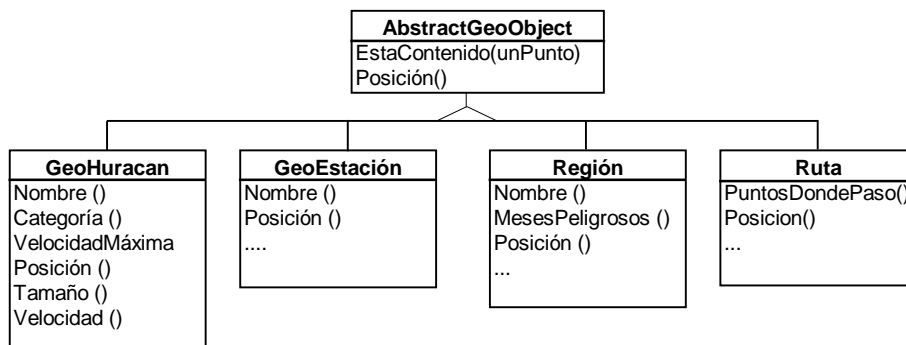 AbstractGeoObject
EstaContenido(unPunto)
Posición()
GeoHuracan
Nombre ()
Categoría ()
VelocidadMáxima
Posición ()
Tamaño ()
Velocidad ()
GeoEstación
Nombre ()
Posición ()
....
Región
Nombre ()
MesesPeligrosos ()
Posición ()
...
Ruta
PuntosDondePaso()
Posicion()
...